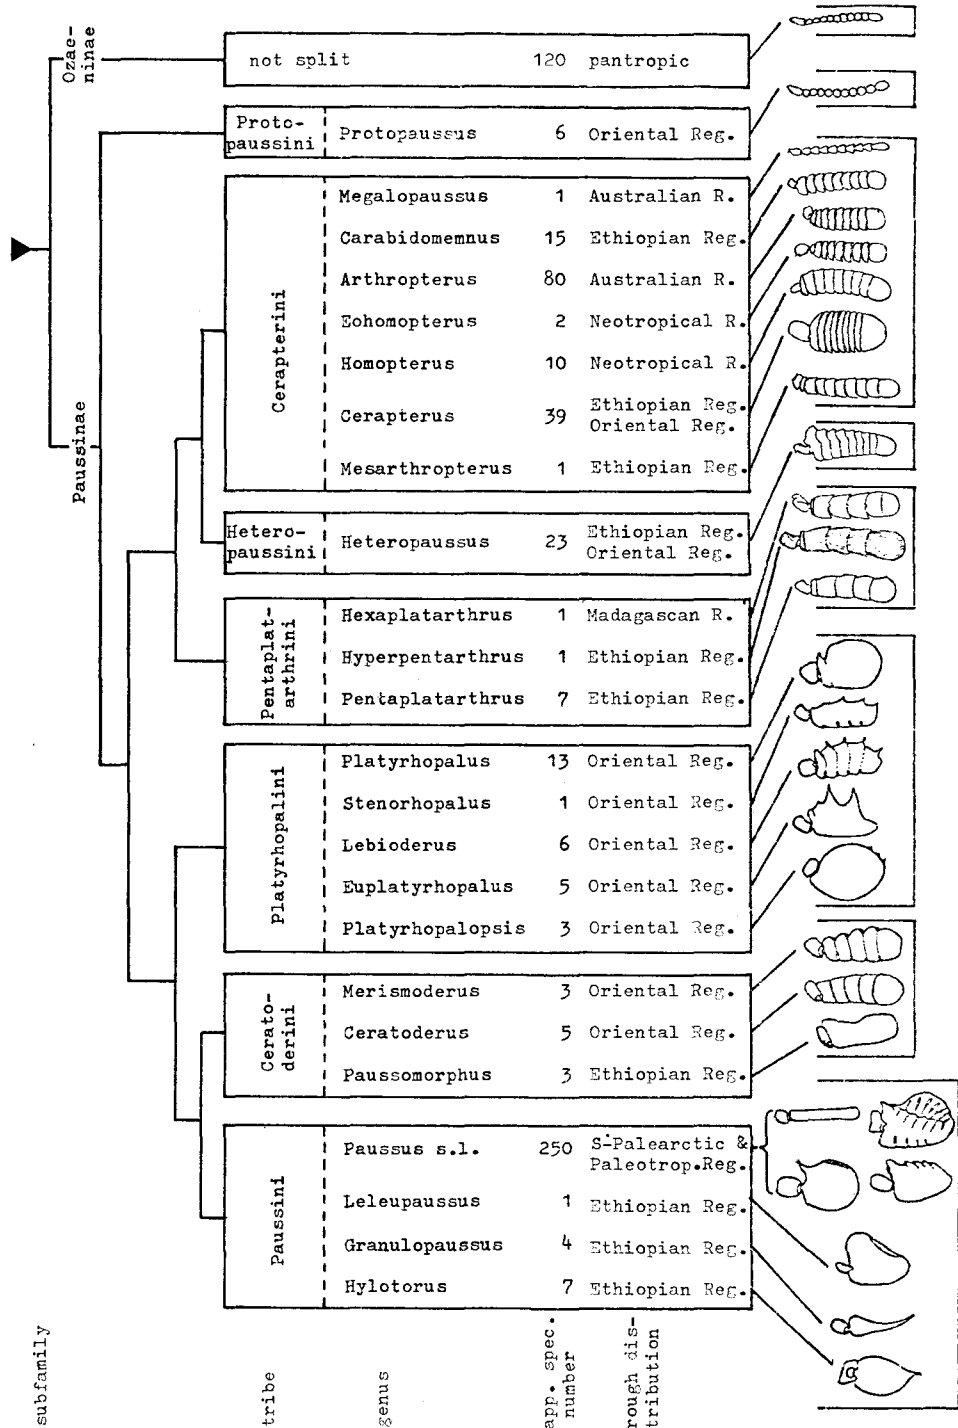 subfamily
tribe
genus
app. spec.
number
rough dis-
tribution
Ozae-
ninae
not split 120 pantropic
Paussinae
Proto-
paussini
Protopaussus 6 Oriental Reg.
Cerapterini
Megalopaussus 1 Australian R.
Carabidomemnus 15 Ethiopian Reg.
Arthropterus 80 Australian R.
Eohomopterus 2 Neotropical R.
Homopterus 10 Neotropical R.
Cerapterus 39 Ethiopian Reg.
Oriental Reg.
Mesarthropterus 1 Ethiopian Reg.
Hetero-
paussini
Heteropaussus 23 Ethiopian Reg.
Oriental Reg.
Pentaplat-
arthrini
Hexaplatarthrus 1 Madagascan R.
Hyperpentarthrus 1 Ethiopian Reg.
Pentaplatarthrus 7 Ethiopian Reg.
Platyrhopalini
Platyrhopalus 13 Oriental Reg.
Stenorhopalus 1 Oriental Reg.
Lebioderus 6 Oriental Reg.
Euplatyrhopalus 5 Oriental Reg.
Platyrhopalopsis 3 Oriental Reg.
Cerato-
derini
Merismoderus 3 Oriental Reg.
Ceratoderus 5 Oriental Reg.
Paussomorphus 3 Ethiopian Reg.
Paussini
Paussus s.l. 250 S-Palearctic &
Paleotrop.Reg.
Leleupaussus 1 Ethiopian Reg.
Granulopaussus 4 Ethiopian Reg.
Hylotorus 7 Ethiopian Reg.